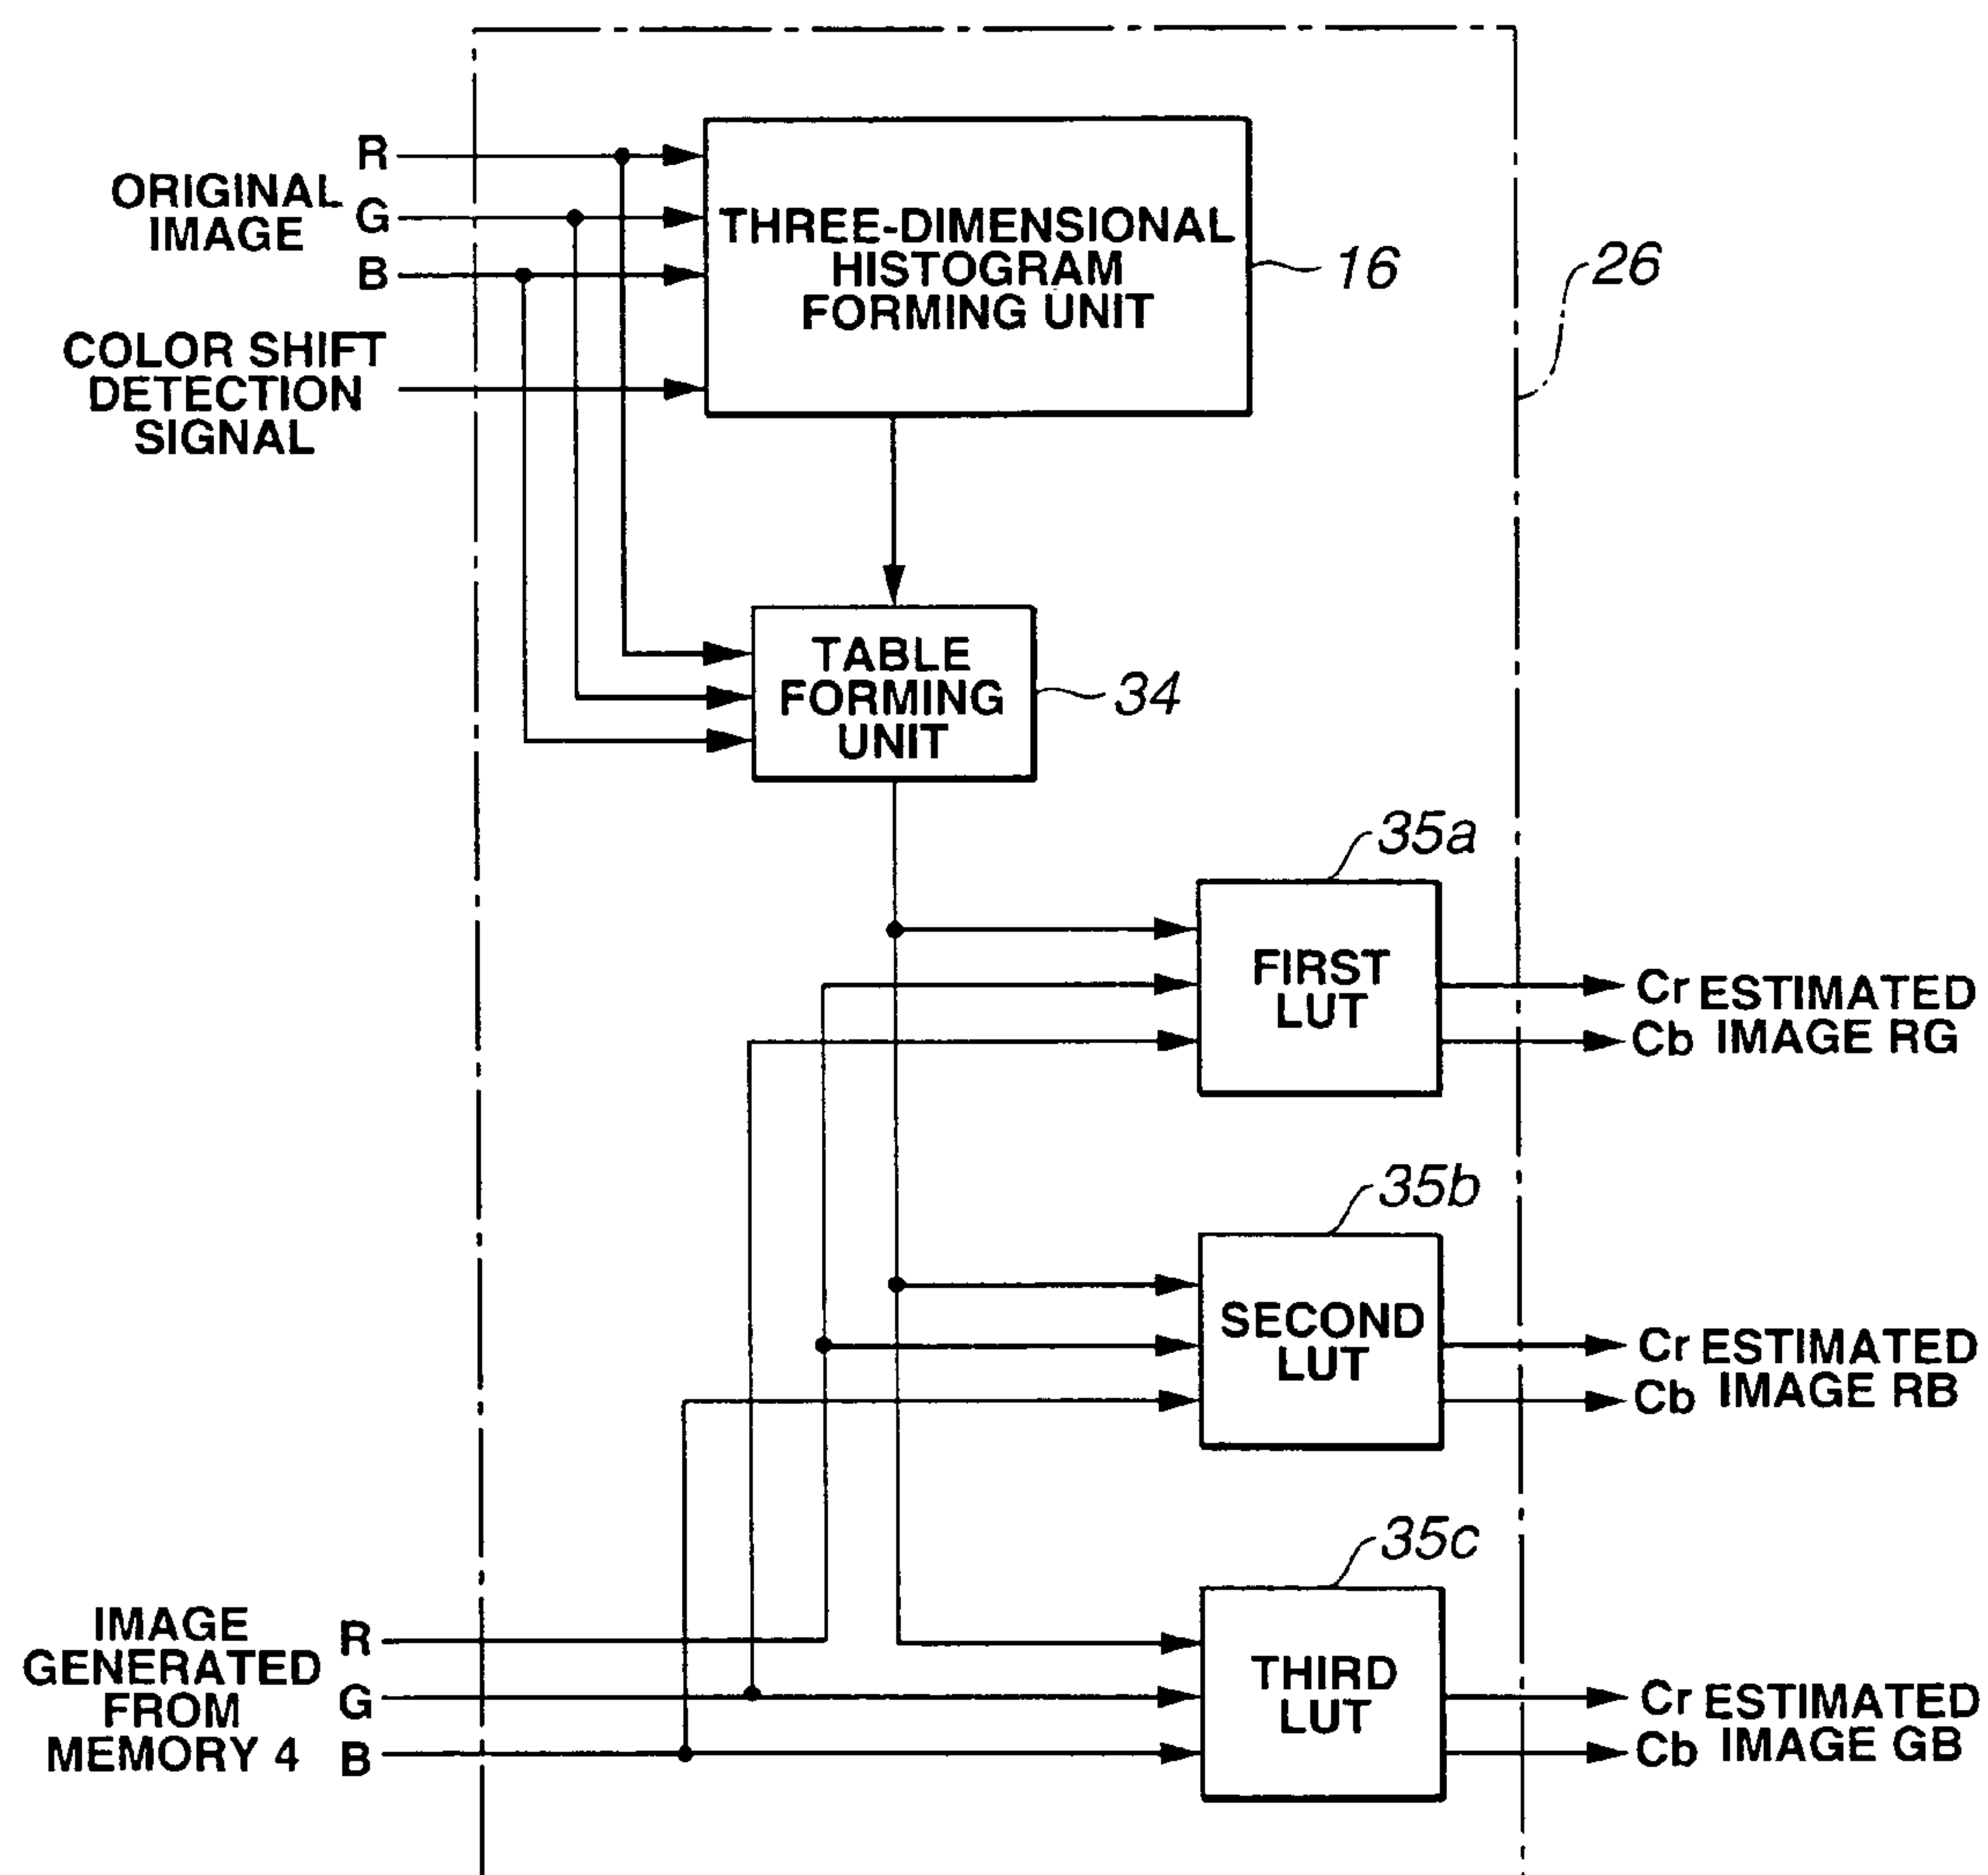 R
ORIGINAL
IMAGE
G
B
COLOR SHIFT
DETECTION
SIGNAL
THREE-DIMENSIONAL
HISTOGRAM
FORMING UNIT
16
26
TABLE
FORMING
UNIT
34
35a
FIRST
LUT
Cr ESTIMATED
Cb IMAGE RG
35b
SECOND
LUT
Cr ESTIMATED
Cb IMAGE RB
35c
THIRD
LUT
Cr ESTIMATED
Cb IMAGE GB
IMAGE
GENERATED
FROM
MEMORY 4
R
G
B